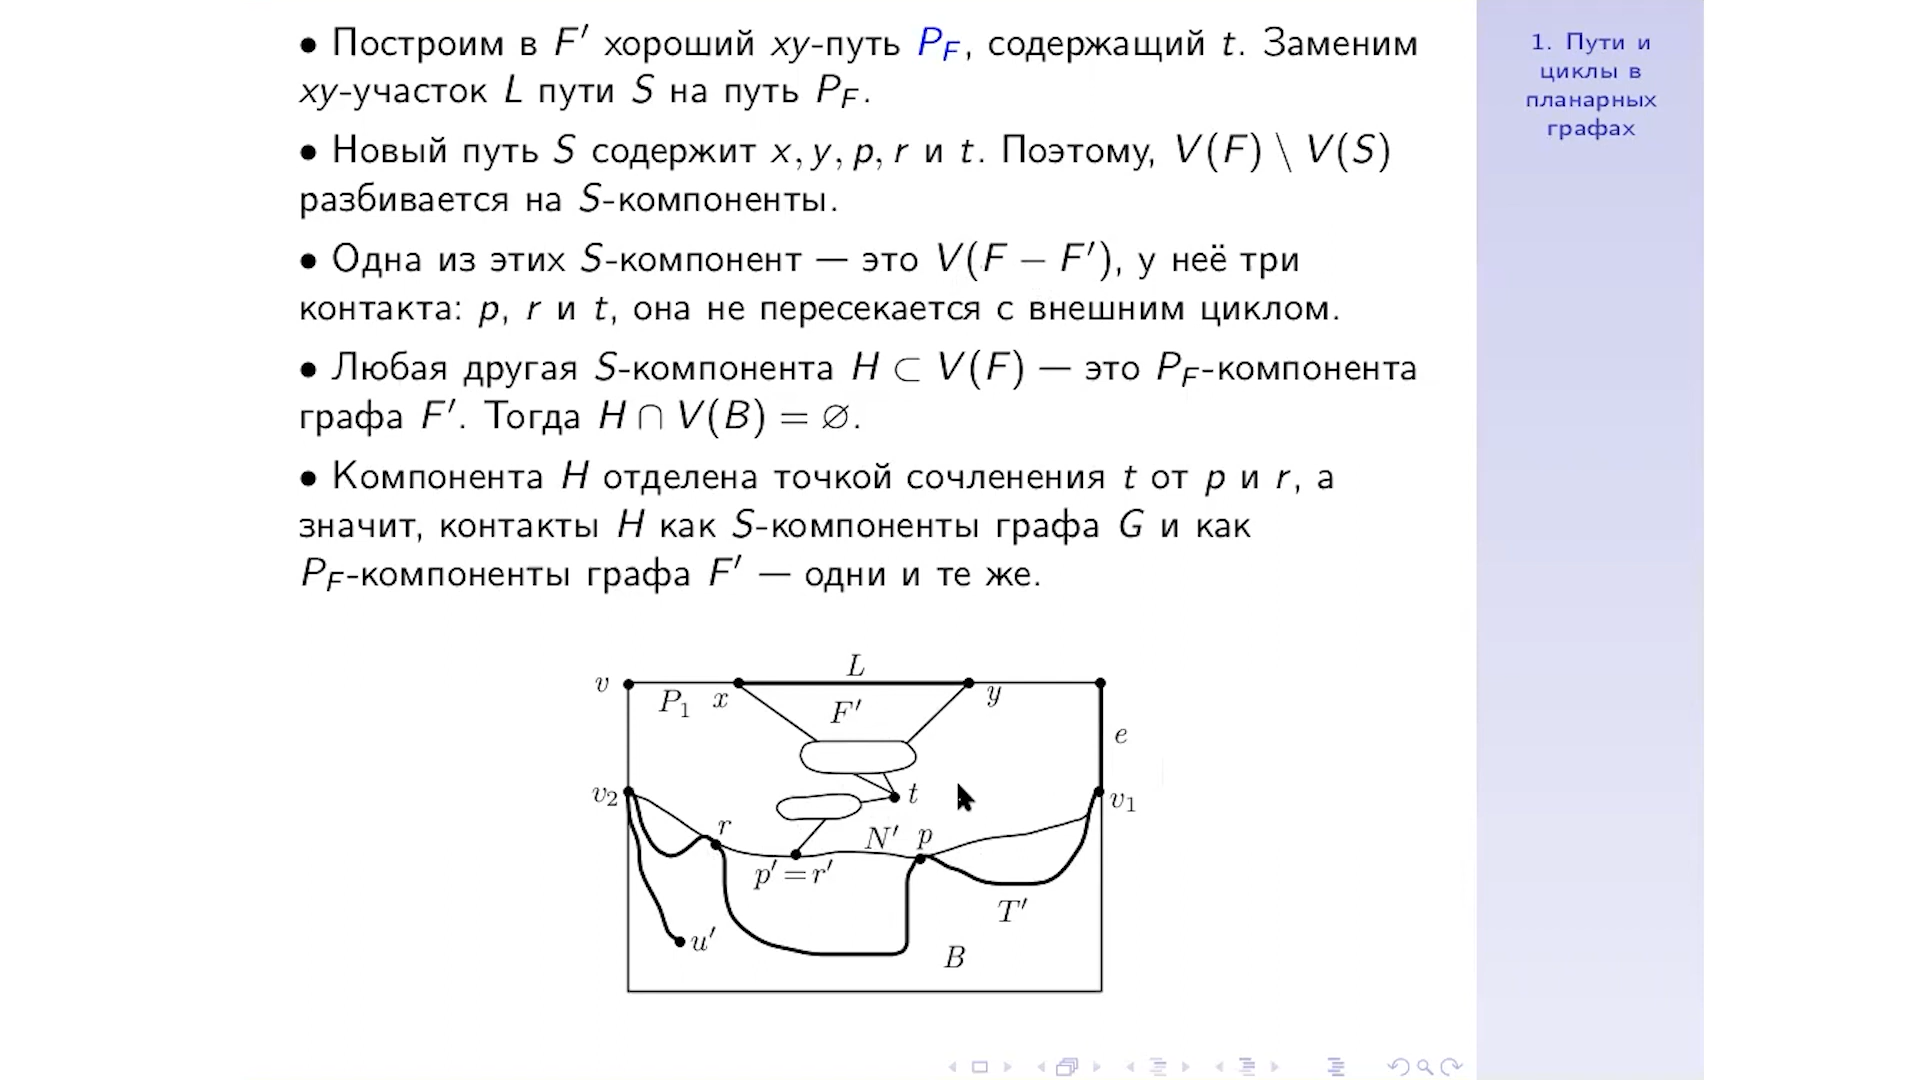 • Построим в F′ хороший xy-путь P_F, содержащий t. Заменим
xy-участок L пути S на путь P_F.
• Новый путь S содержит x, y, p, r и t. Поэтому, V(F) \ V(S)
разбивается на S-компоненты.
• Одна из этих S-компонент — это V(F − F′), у неё три
контакта: p, r и t, она не пересекается с внешним циклом.
• Любая другая S-компонента H ⊂ V(F) — это P_F-компонента
графа F′. Тогда H ∩ V(B) = ∅.
• Компонента H отделена точкой сочленения t от p и r, а
значит, контакты H как S-компоненты графа G и как
P_F-компоненты графа F′ — одни и те же.
L
v
P₁
x
F′
y
e
v₂
t
v₁
r
N′
p
p′ = r′
T′
u′
B
1. Пути и
циклы в
планарных
графах